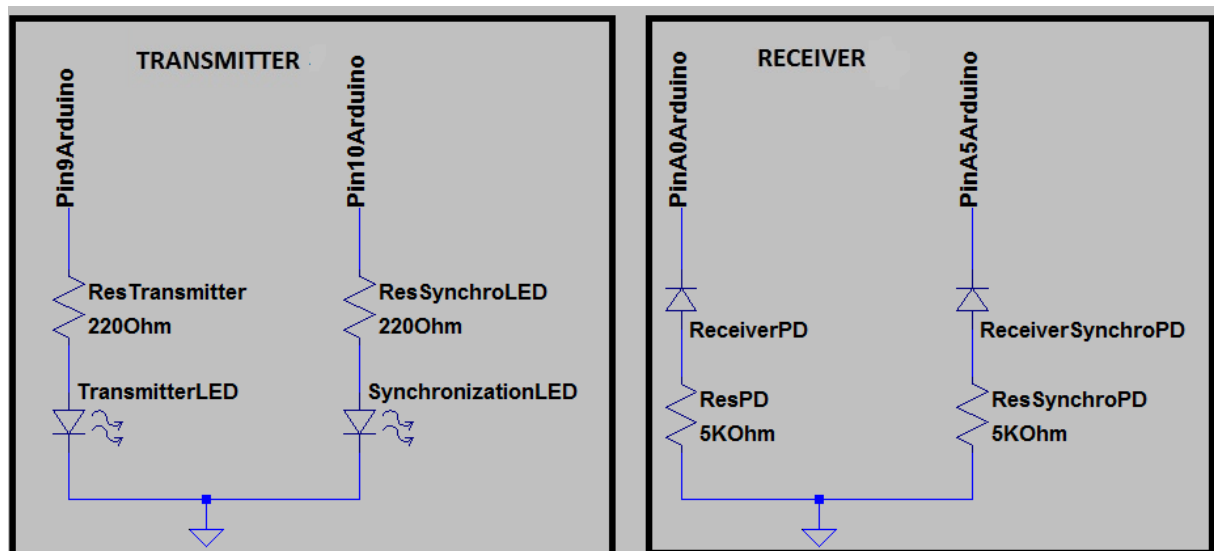 TRANSMITTER
Pin9Arduino
Pin10Arduino
ResTransmitter
220Ohm
ResSynchroLED
220Ohm
TransmitterLED
SynchronizationLED
RECEIVER
PinA0Arduino
PinA5Arduino
ReceiverPD
ReceiverSynchroPD
ResPD
5KOhm
ResSynchroPD
5KOhm